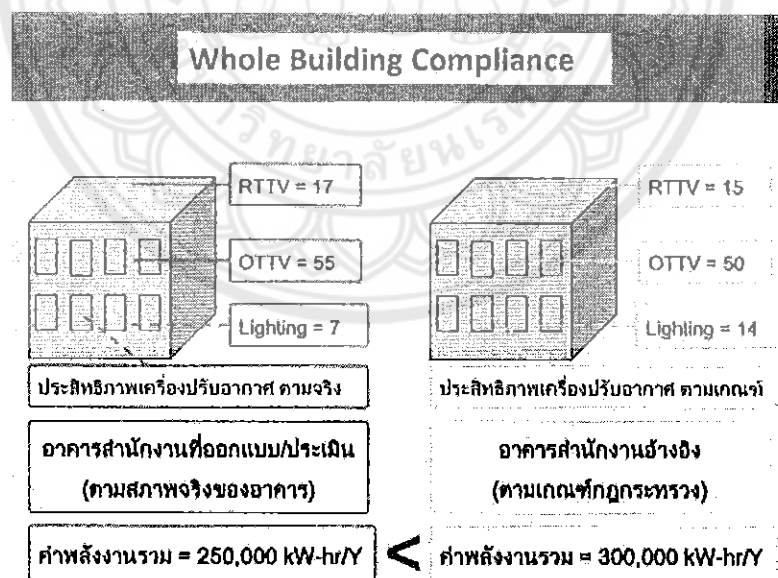 Whole Building Compliance
RTTV = 17
OTTV = 55
Lighting = 7
ประสิทธิภาพเครื่องปรับอากาศ ตามจริง
อาคารสำนักงานที่ออกแบบ/ประเมิน
(ตามสภาพจริงของอาคาร)
ค่าพลังงานรวม = 250,000 kW-hr/Y
<
RTTV = 15
OTTV = 50
Lighting = 14
ประสิทธิภาพเครื่องปรับอากาศ ตามเกณฑ์
อาคารสำนักงานอ้างอิง
(ตามเกณฑ์กฎกระทรวง)
ค่าพลังงานรวม = 300,000 kW-hr/Y